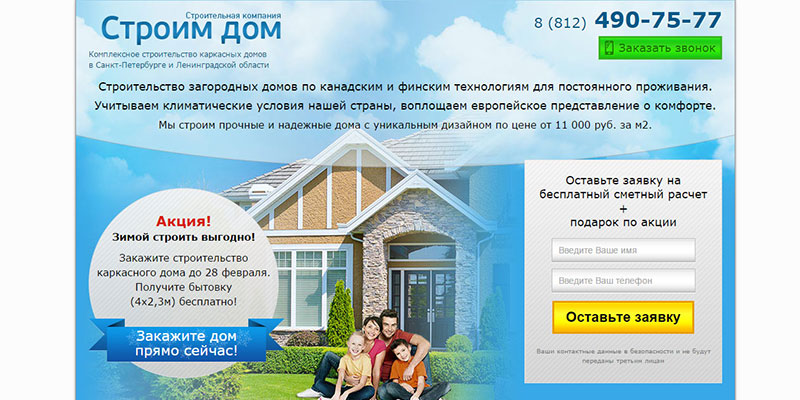 Строительная компания
Строим дом
Комплексное строительство каркасных домов
в Санкт-Петербурге и Ленинградской области
8 (812) 490-75-77
Заказать звонок
Строительство загородных домов по канадским и финским технологиям для постоянного проживания.
Учитываем климатические условия нашей страны, воплощаем европейское представление о комфорте.
Мы строим прочные и надежные дома с уникальным дизайном по цене от 11 000 руб. за м2.
Акция!
Зимой строить выгодно!
Закажите строительство
каркасного дома до 28 февраля.
Получите бытовку
(4х2,3м) бесплатно!
Закажите дом
прямо сейчас!
Оставьте заявку на
бесплатный сметный расчет
+
подарок по акции
Введите Ваше имя
Введите Ваш телефон
Оставьте заявку
Ваши контактные данные в безопасности и не будут
переданы третьим лицам